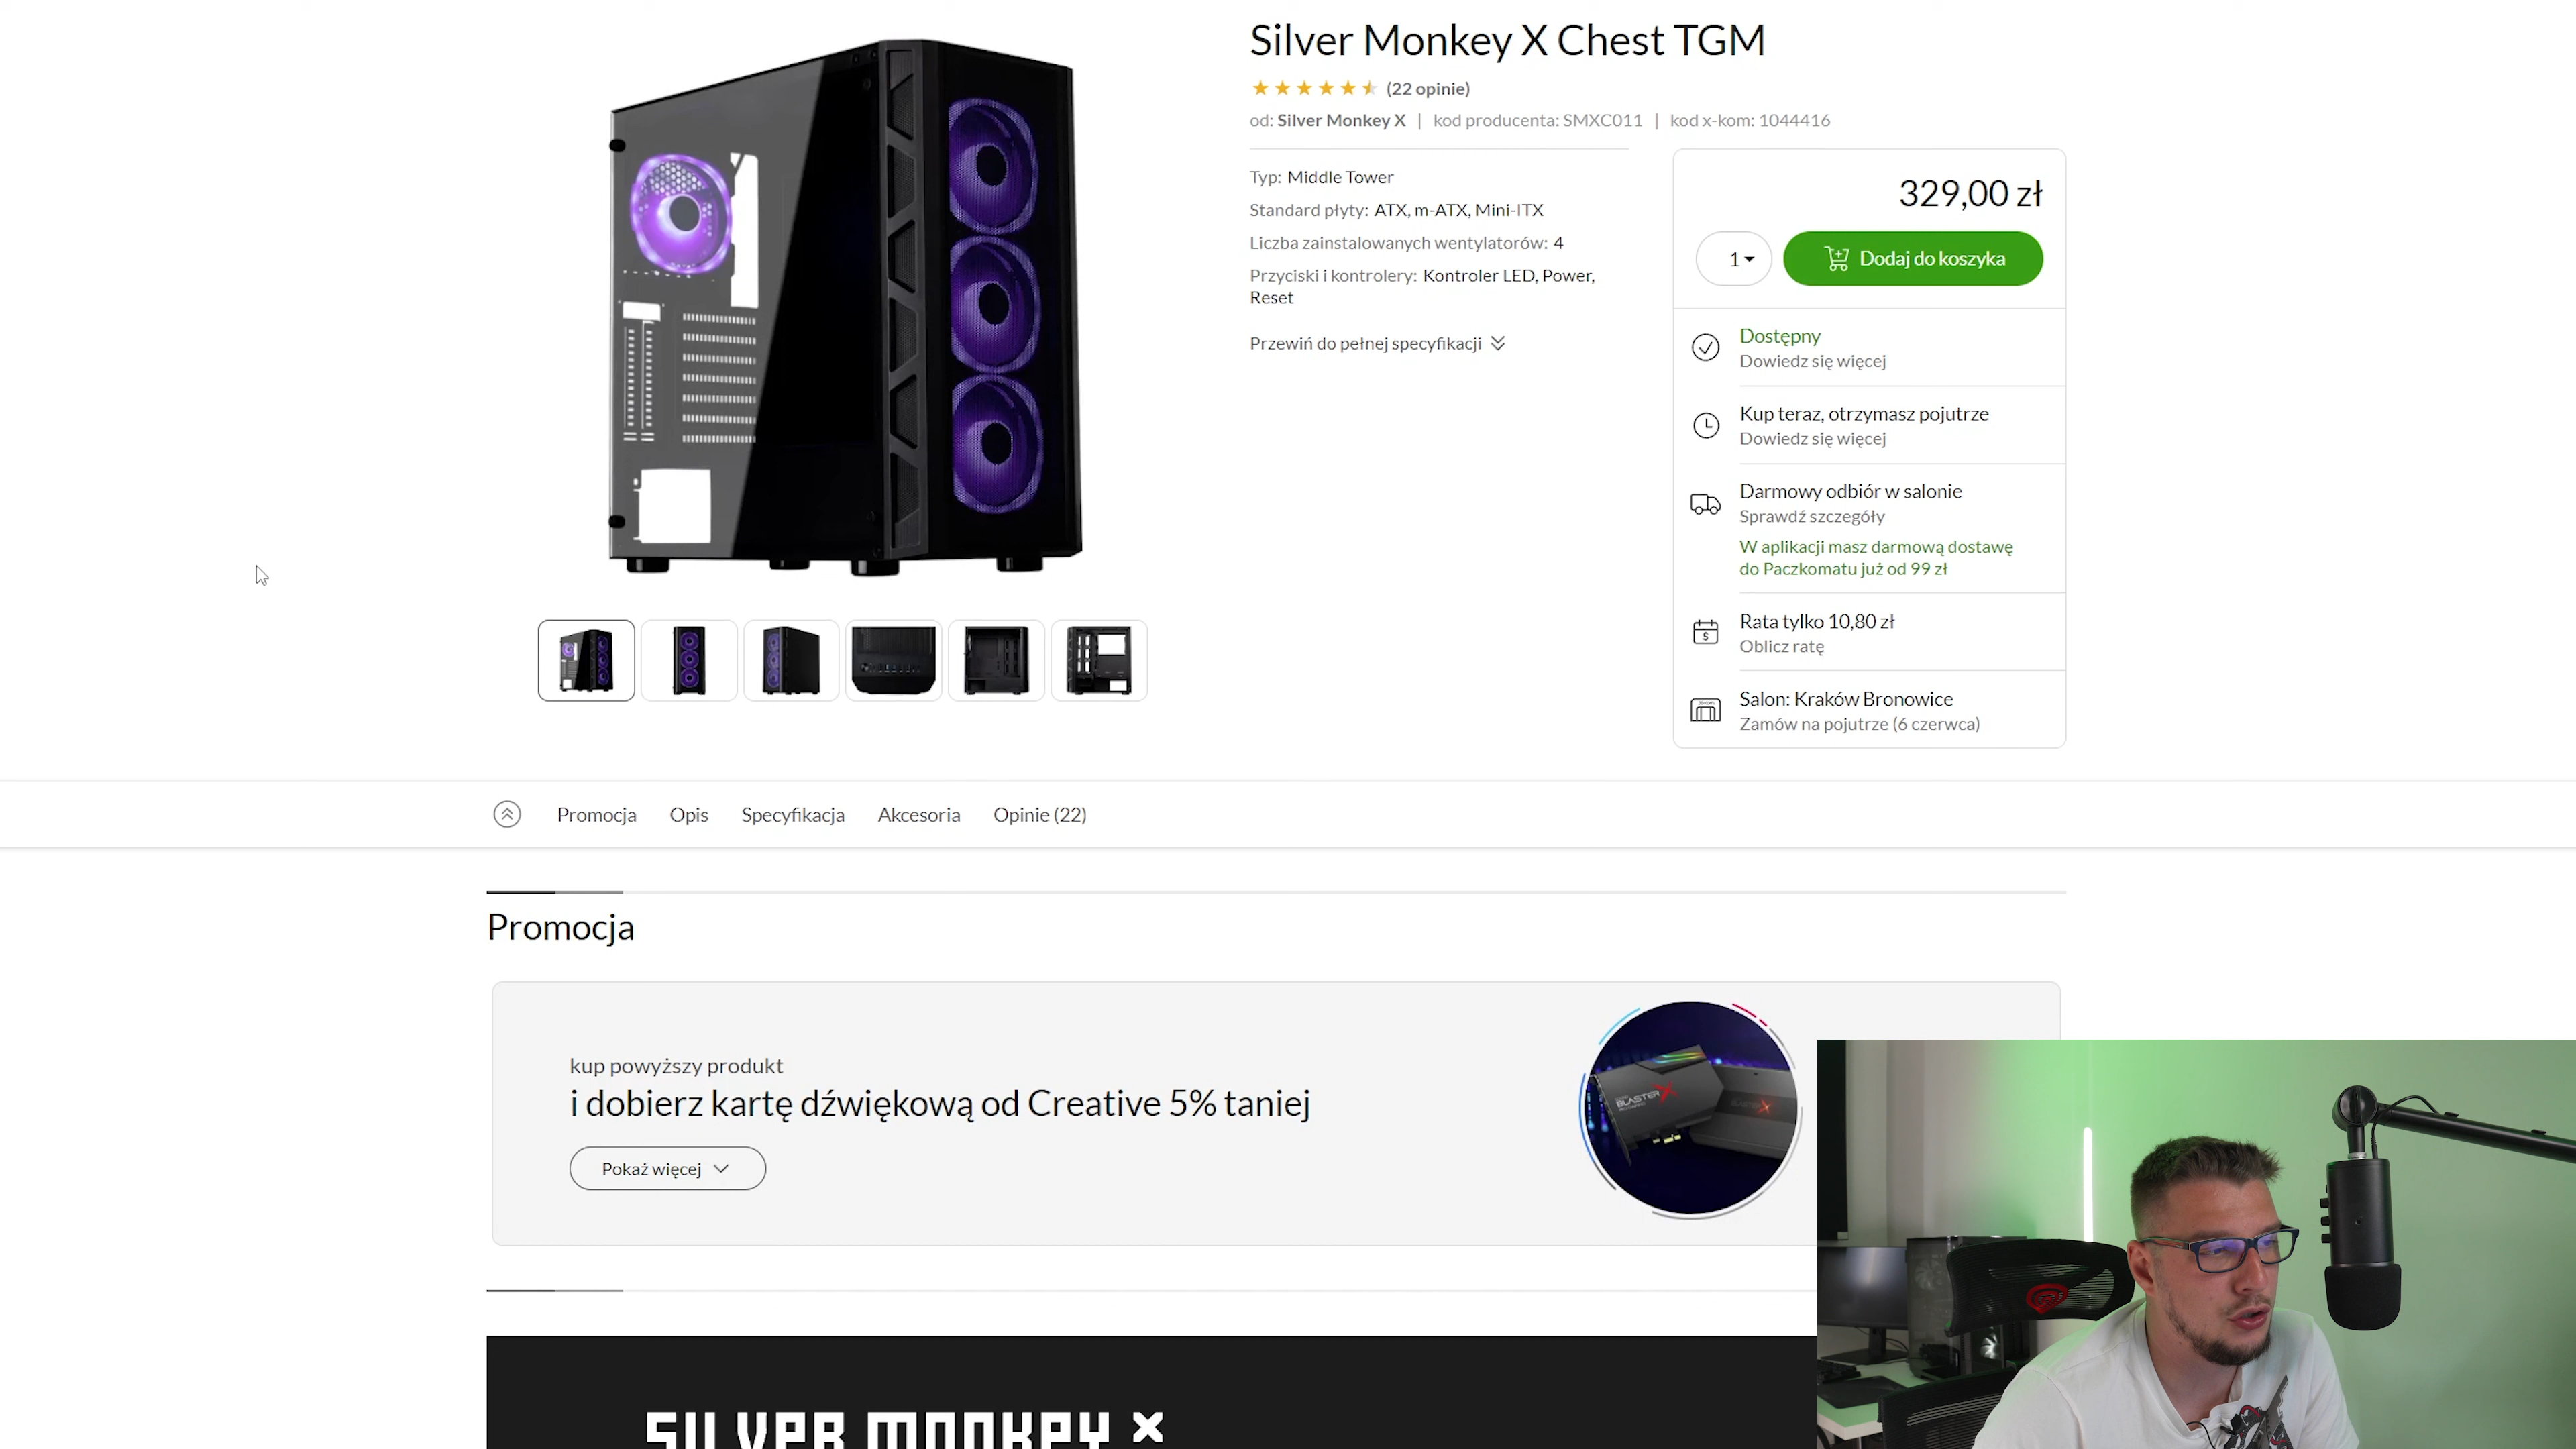 Silver Monkey X Chest TGM
(22 opinie)
od: Silver Monkey X | kod producenta: SMXC011 | kod x-kom: 1044416
Typ: Middle Tower
Standard płyty: ATX, m-ATX, Mini-ITX
Liczba zainstalowanych wentylatorów: 4
Przyciski i kontrolery: Kontroler LED, Power,
Reset
Przewiń do pełnej specyfikacji
329,00 zł
1
Dodaj do koszyka
Dostępny
Dowiedz się więcej
Kup teraz, otrzymasz pojutrze
Dowiedz się więcej
Darmowy odbiór w salonie
Sprawdź szczegóły
W aplikacji masz darmową dostawę
do Paczkomatu już od 99 zł
Rata tylko 10,80 zł
Oblicz ratę
Salon: Kraków Bronowice
Zamów na pojutrze (6 czerwca)
Promocja
Opis
Specyfikacja
Akcesoria
Opinie (22)
Promocja
kup powyższy produkt
i dobierz kartę dźwiękową od Creative 5% taniej
Pokaż więcej
BLASTERX
BLASTERX
SILVER MONKEY X